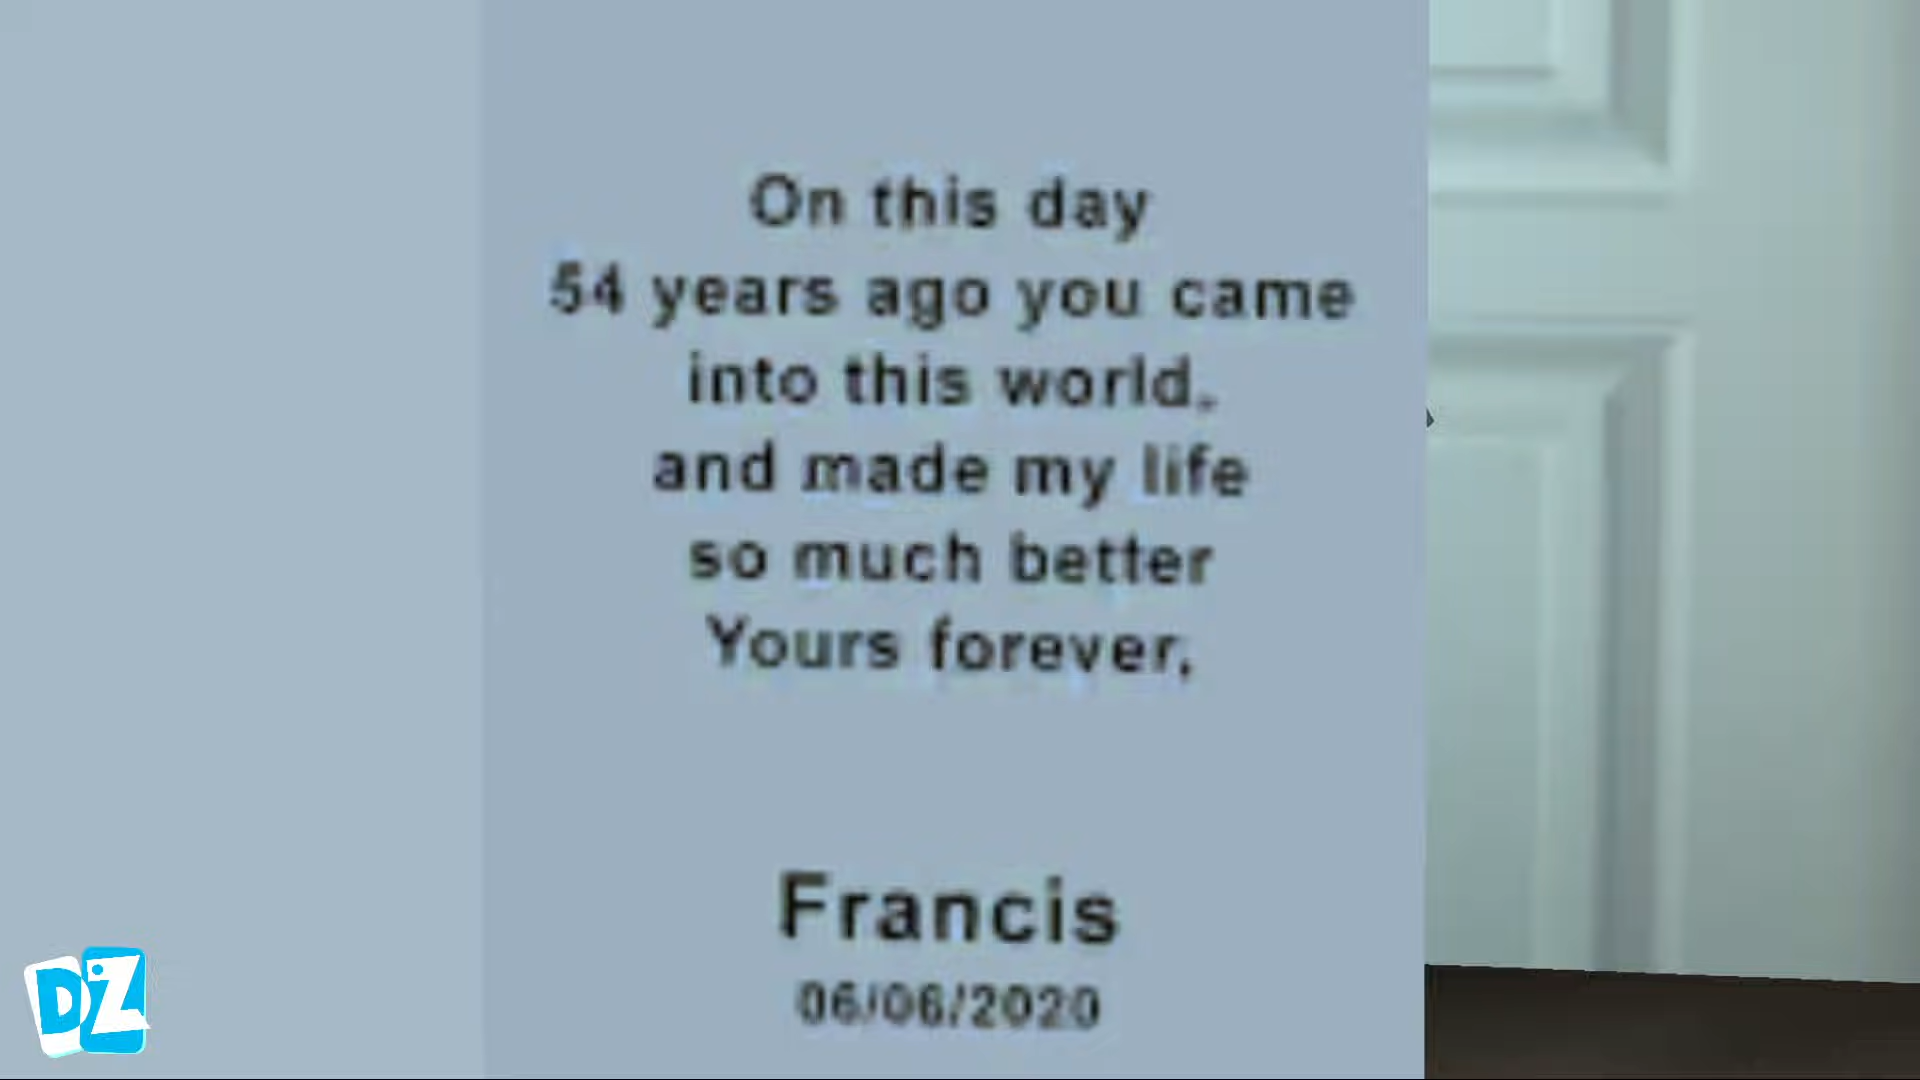 On this day
54 years ago you came
into this world.
and made my life
so much better
Yours forever,
Francis
06/06/2020
DZ